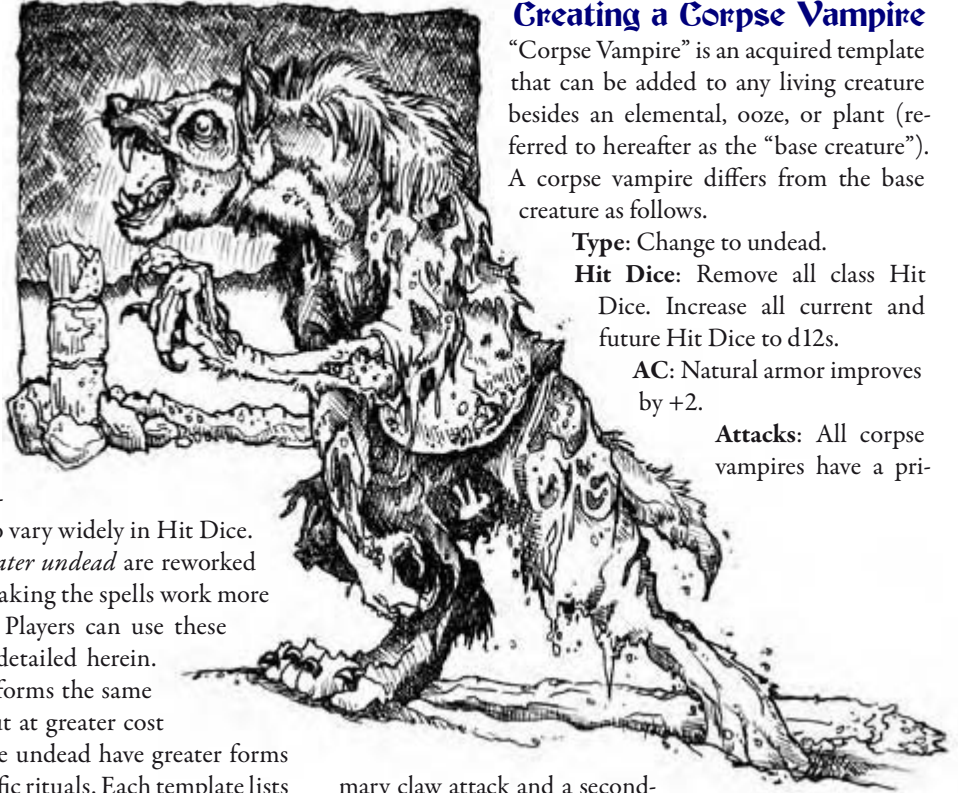 -
o vary widely in Hit Dice.
ater undead are reworked
aking the spells work more
Players can use these
detailed herein.
forms the same
at greater cost
e undead have greater forms
fic rituals. Each template lists
Creating a Corpse Vampire
“Corpse Vampire” is an acquired template
that can be added to any living creature
besides an elemental, ooze, or plant (re-
ferred to hereafter as the “base creature”).
A corpse vampire differs from the base
creature as follows.
Type: Change to undead.
Hit Dice: Remove all class Hit
Dice. Increase all current and
future Hit Dice to d12s.
AC: Natural armor improves
by +2.
Attacks: All corpse
vampires have a pri-
mary claw attack and a second-